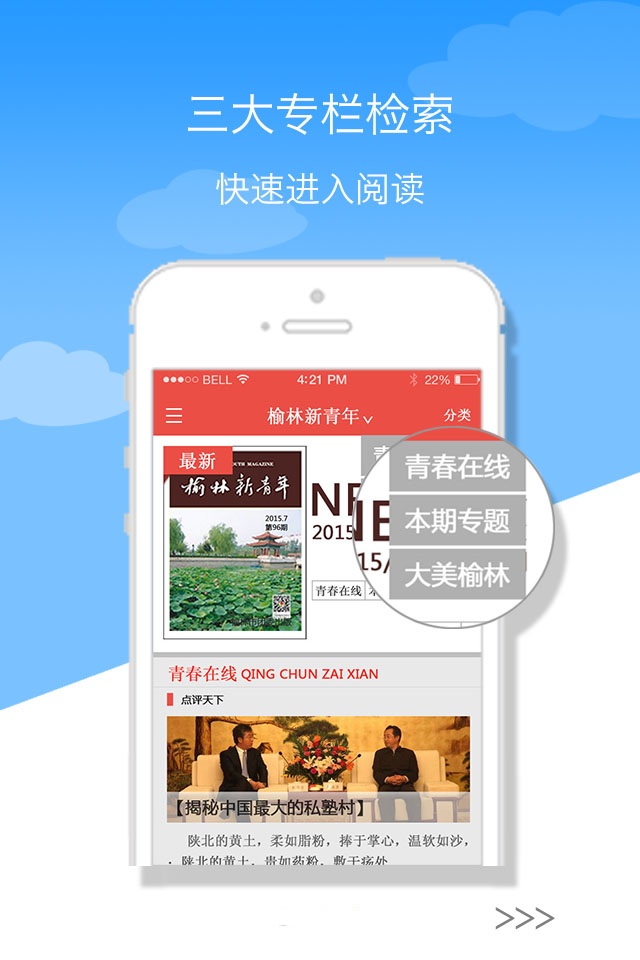 三大专栏检索
快速进入阅读
BELL 4:21 PM 22%
榆林新青年 分类
最新
YOUTH MAGAZINE
榆林新青年
2015.7
第96期
2015
15/
青春在线
青春在线
本期专题
大美榆林
青春在线 QING CHUN ZAI XIAN
点评天下
【揭秘中国最大的私塾村】
陕北的黄土，柔如脂粉，捧于掌心，温软如沙，
陕北的黄土，贵如药粉，敷于疡处
>>>